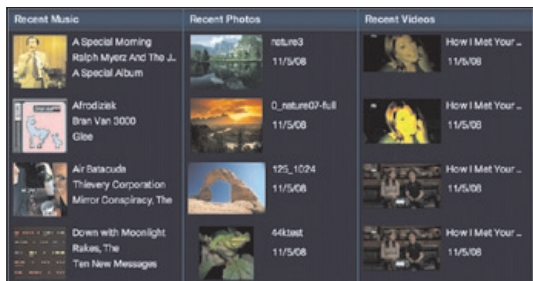 Recent Music
A Special Morning
Ralph Myerz And The J..
A Special Album
Afrodiziak
Bran Van 3000
Glee
Air Batacuda
Thievery Corporation
Mirror Conspiracy, The
Down with Moonlight
Rakes, The
Ten New Messages
Recent Photos
nature3
11/5/08
0_nature07-full
11/5/08
125_1024
11/5/08
44ktest
11/5/08
Recent Videos
How I Met Your ...
11/5/08
How I Met Your ...
11/5/08
How I Met Your ...
11/5/08
How I Met Your ...
11/5/08